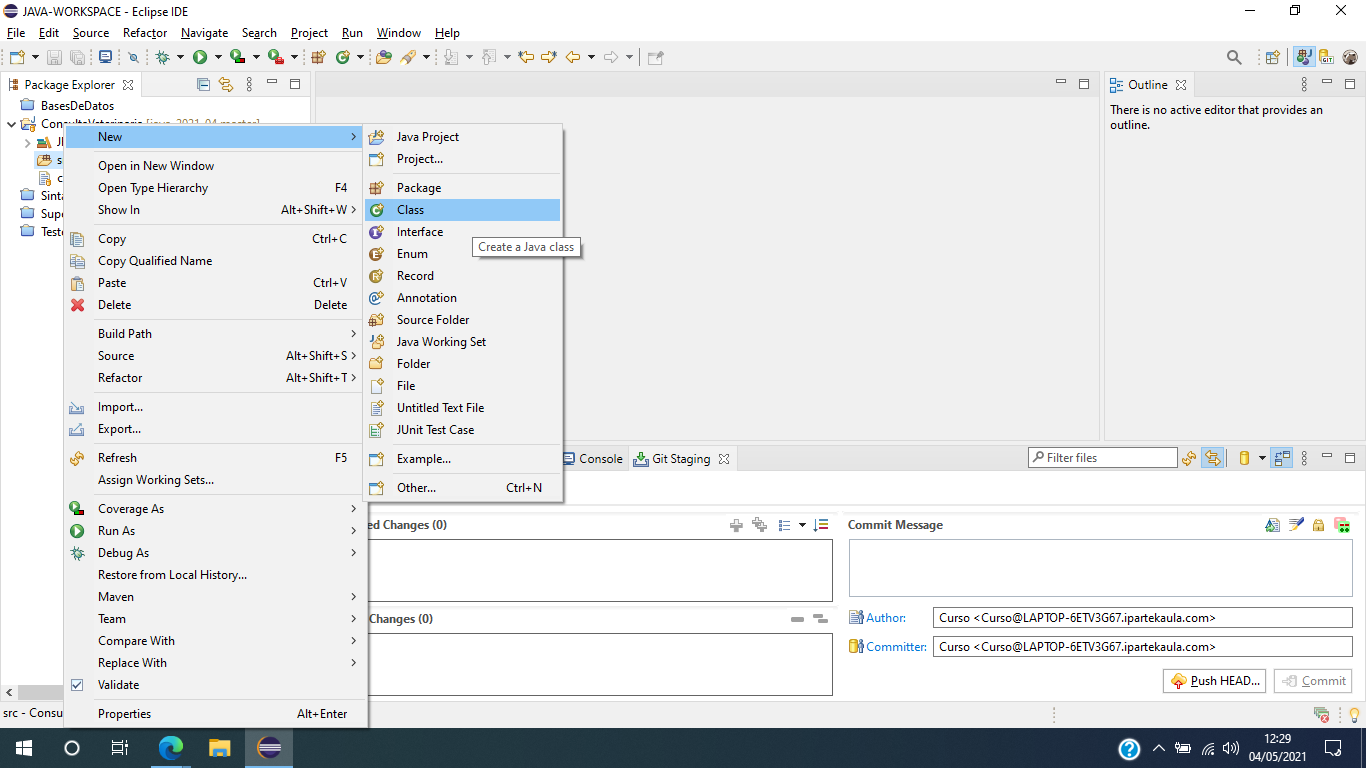 JAVA-WORKSPACE - Eclipse IDE
File Edit Source Refactor Navigate Search Project Run Window Help
Package Explorer
Outline
BasesDeDatos
There is no active editor that provides an
outline.
New
Open in New Window
Open Type Hierarchy F4
Show In Alt+Shift+W
Copy Ctrl+C
Copy Qualified Name
Paste Ctrl+V
Delete Delete
Build Path
Source Alt+Shift+S
Refactor Alt+Shift+T
Import...
Export...
Refresh F5
Assign Working Sets...
Coverage As
Run As
Debug As
Restore from Local History...
Maven
Team
Compare With
Replace With
Validate
Properties Alt+Enter
Java Project
Project...
Package
Class
Interface
Create a Java class
Enum
Record
Annotation
Source Folder
Java Working Set
Folder
File
Untitled Text File
JUnit Test Case
Example...
Other... Ctrl+N
Console
Git Staging
Filter files
ed Changes (0)
Commit Message
Changes (0)
Author: Curso <Curso@LAPTOP-6ETV3G67.ipartekaula.com>
Committer: Curso <Curso@LAPTOP-6ETV3G67.ipartekaula.com>
Push HEAD... Commit
src - Consu
12:29
04/05/2021